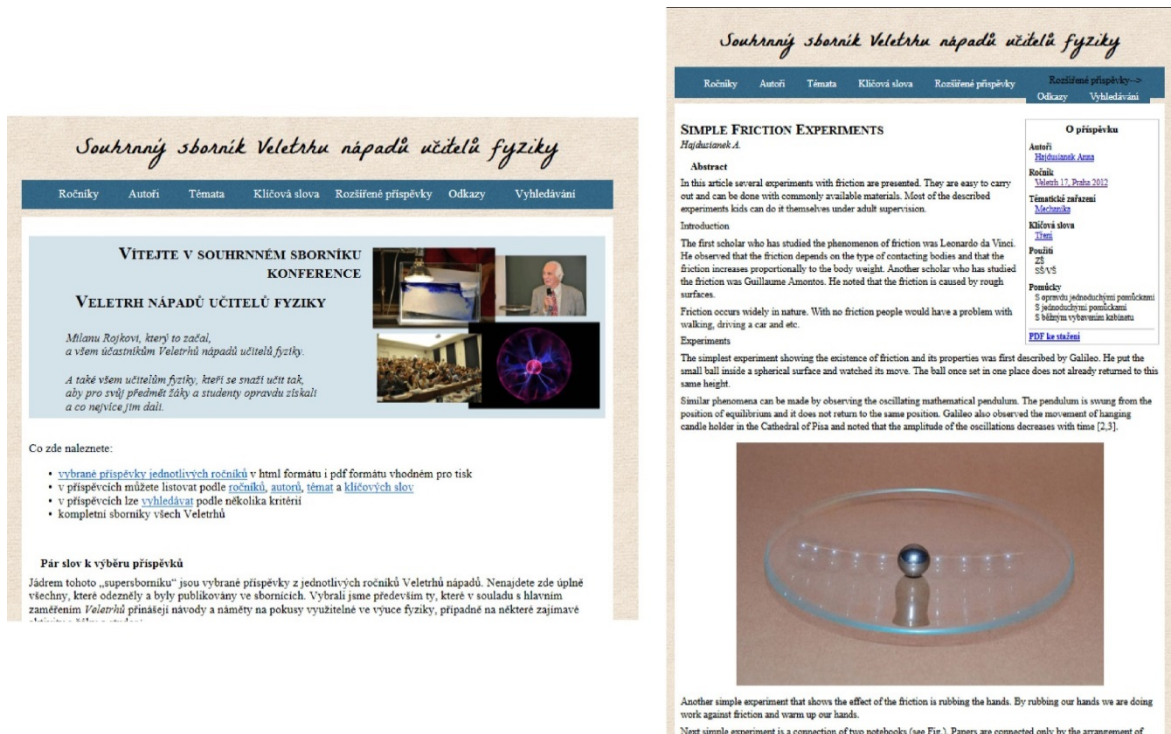 Souhrnný sborník Veletrhu nápadů učitelů fyziky
Ročníky Autoři Témata Klíčová slova Rozšířené příspěvky Odkazy Vyhledávání
VÍTEJTE V SOUHRNNÉM SBORNÍKU
KONFERENCE
VELETRH NÁPADŮ UČITELŮ FYZIKY
Milanu Rojkovi, který to začal,
a všem účastníkům Veletrhů nápadů učitelů fyziky.
A také všem učitelům fyziky, kteří se snaží učit tak,
aby pro svůj předmět žáky a studenty opravdu získali
a co nejvíce jim dali.
Co zde naleznete:
• vybrané příspěvky jednotlivých ročníků v html formátu i pdf formátu vhodném pro tisk
• v příspěvcích můžete listovat podle ročníků, autorů, témat a klíčových slov
• v příspěvcích lze vyhledávat podle několika kritérií
• kompletní sborníky všech Veletrhů
Pár slov k výběru příspěvků
Jádrem tohoto „supersborníku“ jsou vybrané příspěvky z jednotlivých ročníků Veletrhů nápadů. Nenajdete zde úplně
všechny, které odezněly a byly publikovány ve sbornících. Vybrali jsme především ty, které v souladu s hlavním
zaměřením Veletrhů přinášejí návody a náměty na pokusy využitelné ve výuce fyziky, případně na některé zajímavé
Souhrnný sborník Veletrhu nápadů učitelů fyziky
Ročníky Autoři Témata Klíčová slova Rozšířené příspěvky Rozšířené příspěvky-->
Odkazy Vyhledávání
SIMPLE FRICTION EXPERIMENTS
Hajdusianek A.
Abstract
In this article several experiments with friction are presented. They are easy to carry
out and can be done with commonly available materials. Most of the described
experiments kids can do it themselves under adult supervision.
Introduction
The first scholar who has studied the phenomenon of friction was Leonardo da Vinci.
He observed that the friction depends on the type of contacting bodies and that the
friction increases proportionally to the body weight. Another scholar who has studied
the friction was Guillaume Amontos. He noted that the friction is caused by rough
surfaces.
Friction occurs widely in nature. With no friction people would have a problem with
walking, driving a car and etc.
Experiments
O příspěvku
Autoři
Hajdusianek Anna
Ročník
Veletrh 17, Praha 2012
Tématické zařazení
Mechanika
Klíčová slova
Tření
Použití
ZŠ
SŠ/VŠ
Pomůcky
S opravdu jednoduchými pomůckami
S jednoduchými pomůckami
S běžným vybavením kabinetu
PDF ke stažení
The simplest experiment showing the existence of friction and its properties was first described by Galileo. He put the
small ball inside a spherical surface and watched its move. The ball once set in one place does not already returned to this
same height.
Similar phenomena can be made by observing the oscillating mathematical pendulum. The pendulum is swung from the
position of equilibrium and it does not return to the same position. Galileo also observed the movement of hanging
candle holder in the Cathedral of Pisa and noted that the amplitude of the oscillations decreases with time [2,3].
Another simple experiment that shows the effect of the friction is rubbing the hands. By rubbing our hands we are doing
work against friction and warm up our hands.
Next simple experiment is a connection of two notebooks (see Fig.). Papers are connected only by the arrangement of